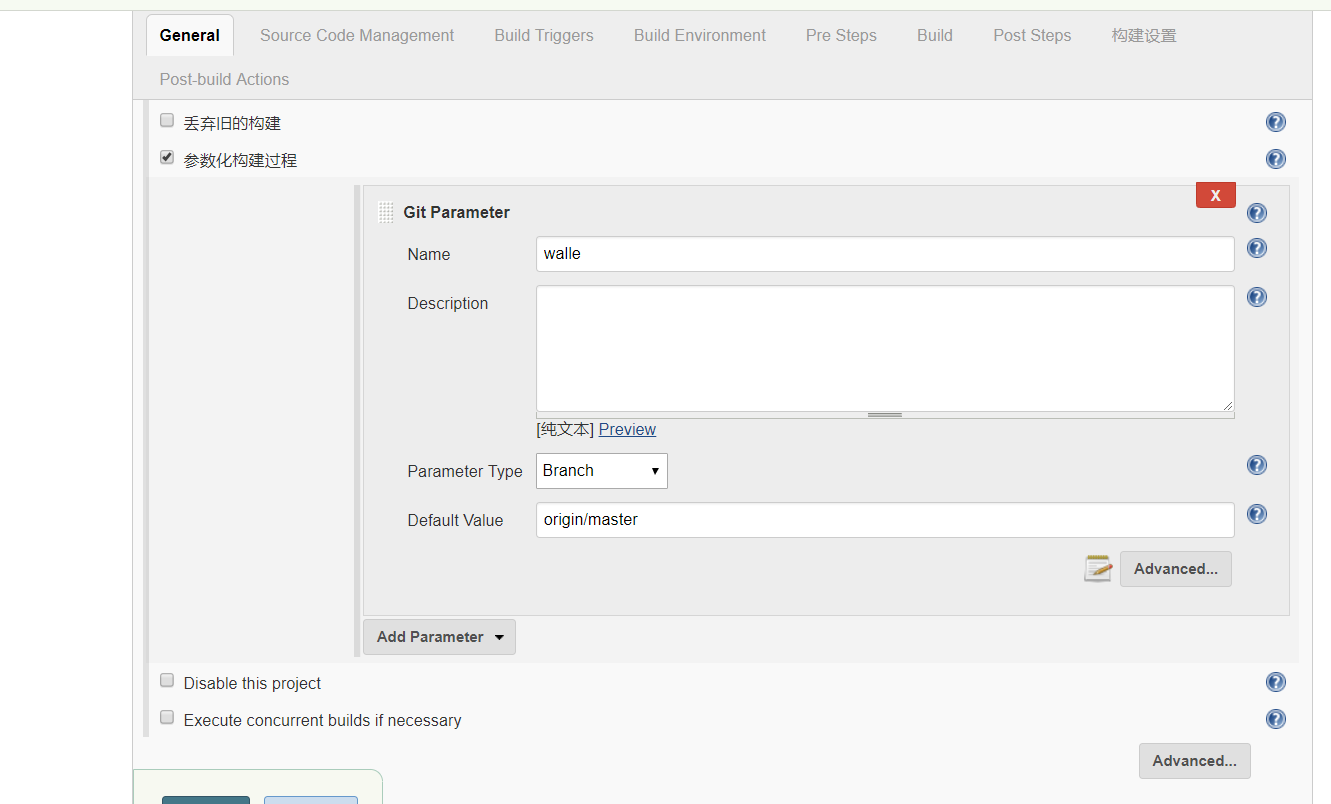 General Source Code Management Build Triggers Build Environment Pre Steps Build Post Steps 构建设置
Post-build Actions
丢弃旧的构建
参数化构建过程
X
Git Parameter
Name walle
Description
[纯文本] Preview
Parameter Type Branch
Default Value origin/master
Advanced...
Add Parameter
Disable this project
Execute concurrent builds if necessary
Advanced...